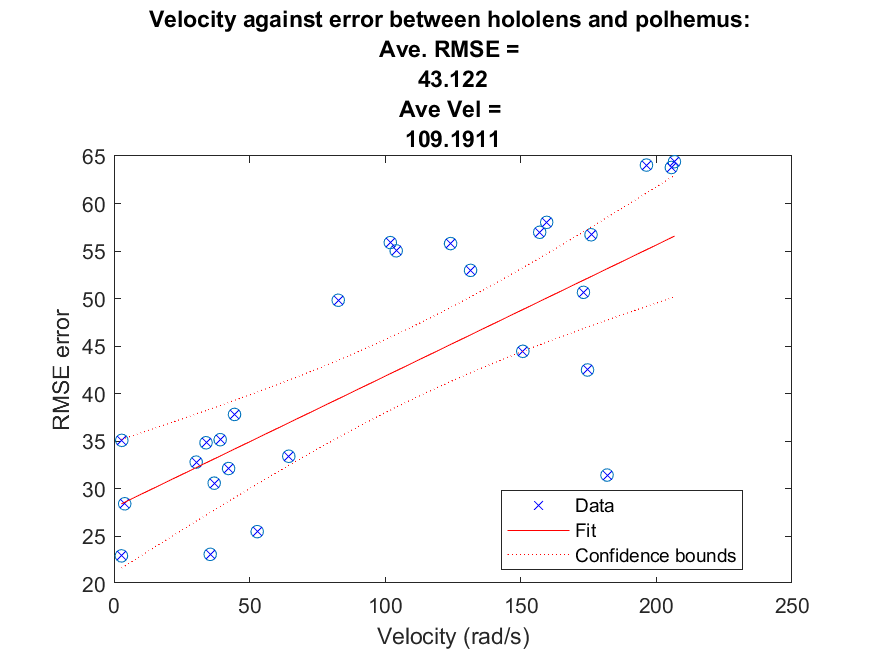 Velocity against error between hololens and polhemus:
Ave. RMSE =
43.122
Ave Vel =
109.1911
65
60
55
50
45
40
35
30
25
20
RMSE error
Data
Fit
Confidence bounds
0
50
100
150
200
250
Velocity (rad/s)